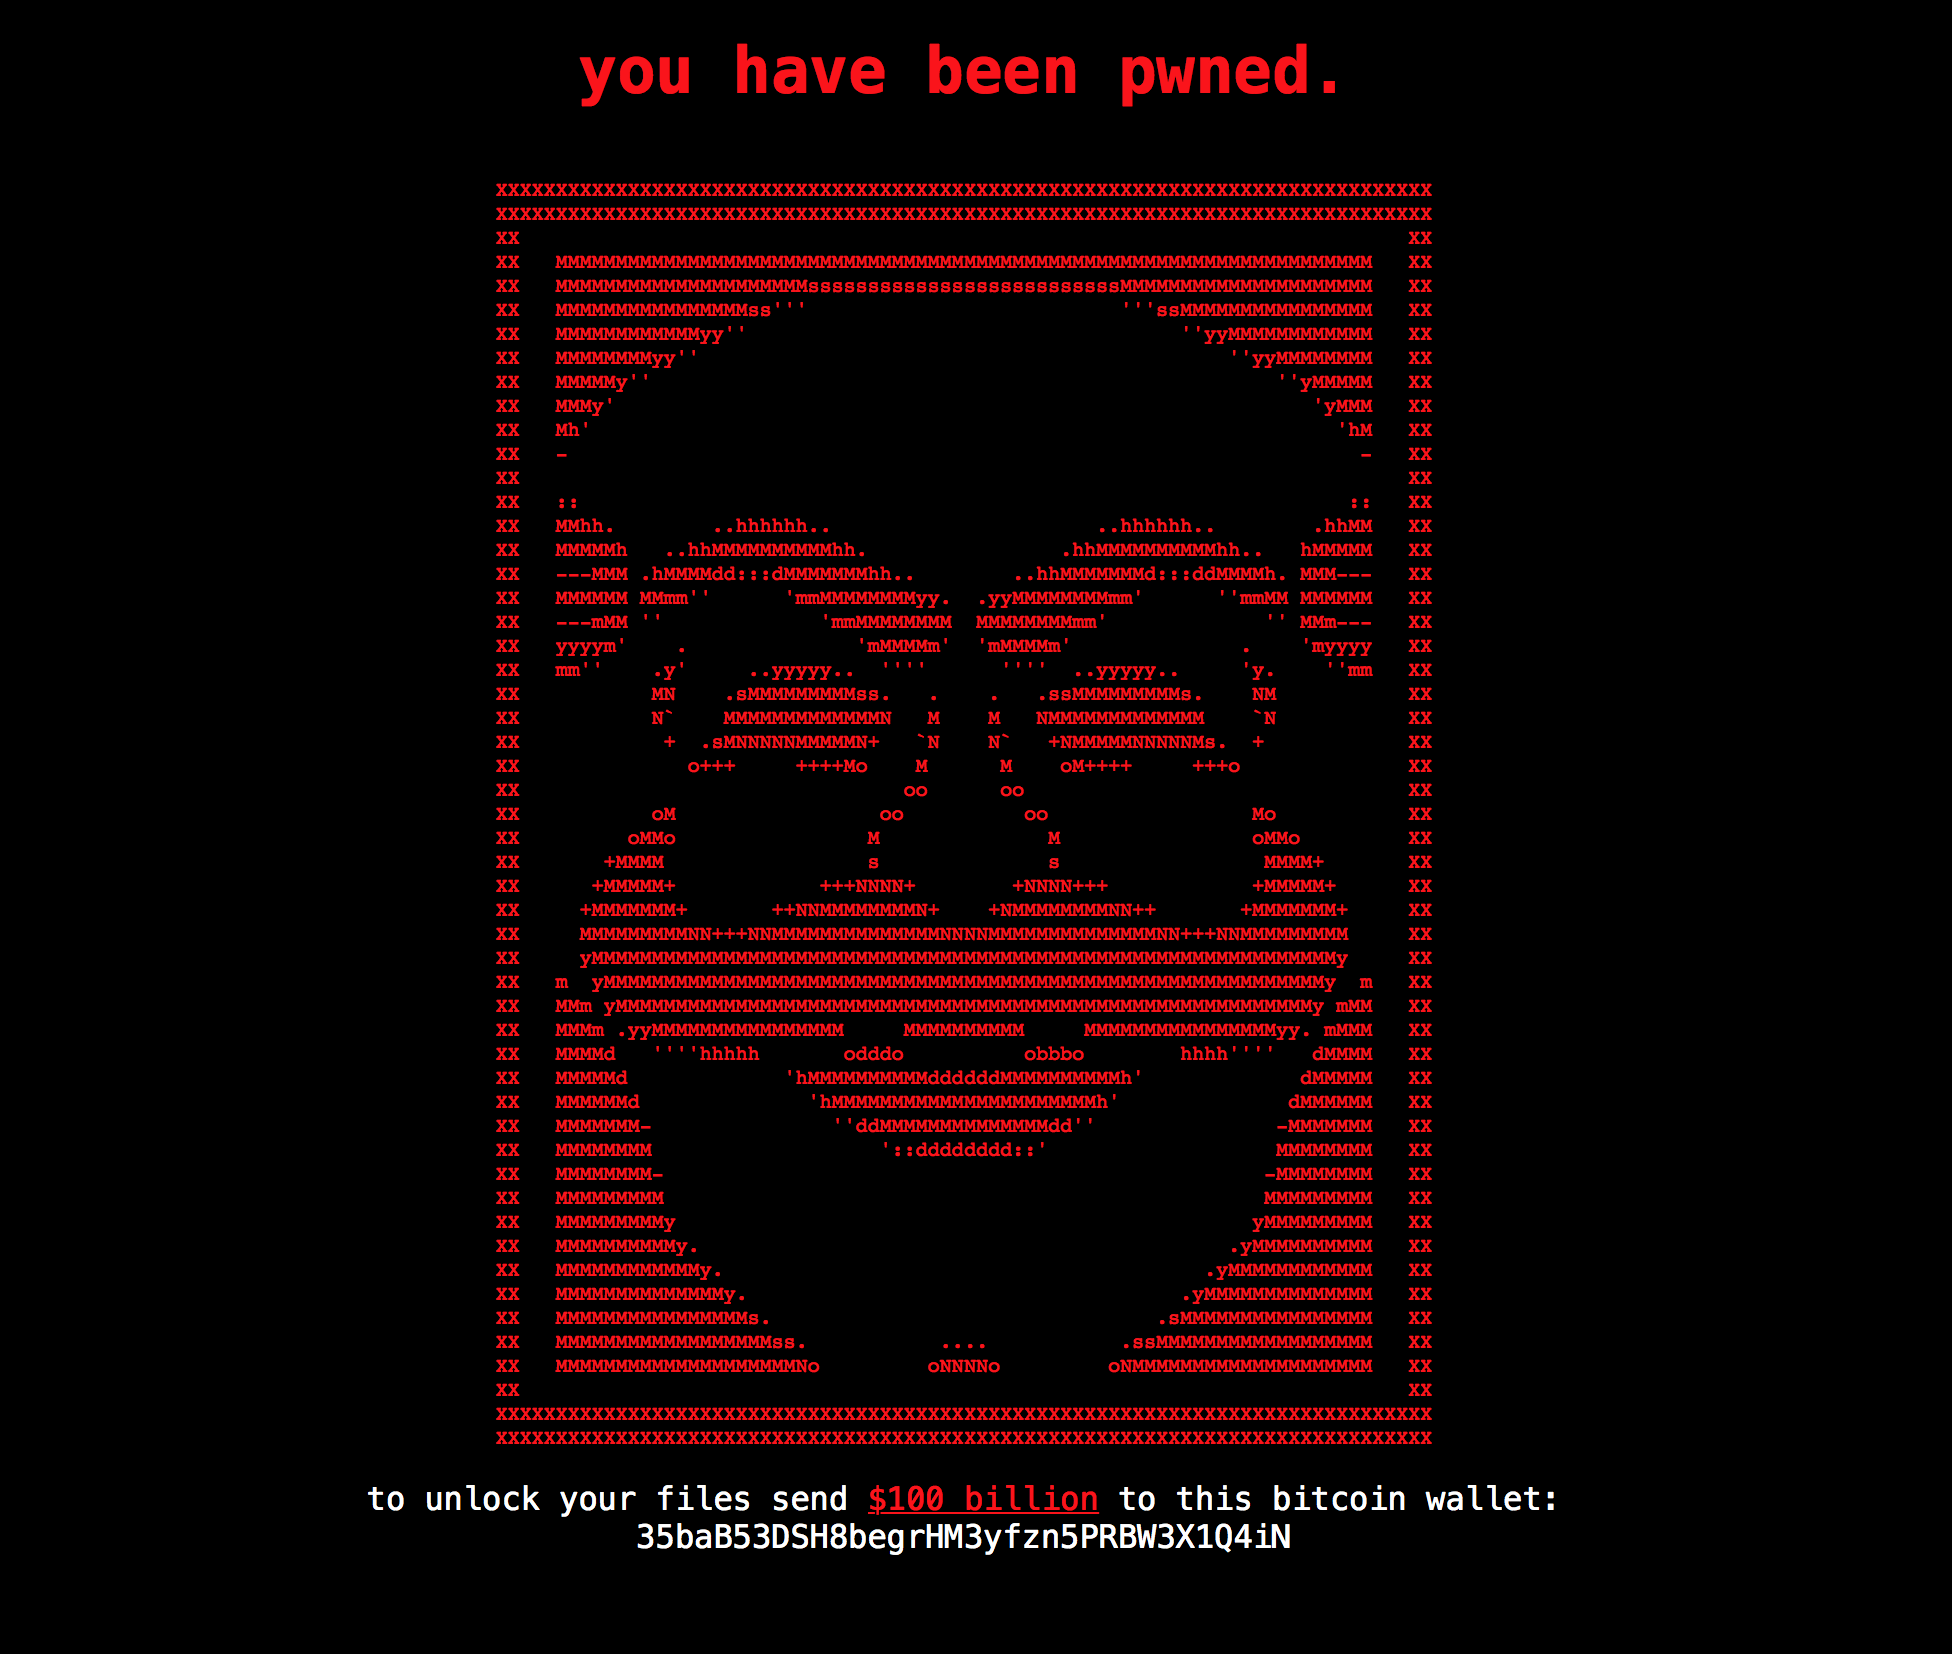 you have been pwned.
to unlock your files send $100 billion to this bitcoin wallet:
35baB53DSH8begrHM3yfzn5PRBW3X1Q4iN